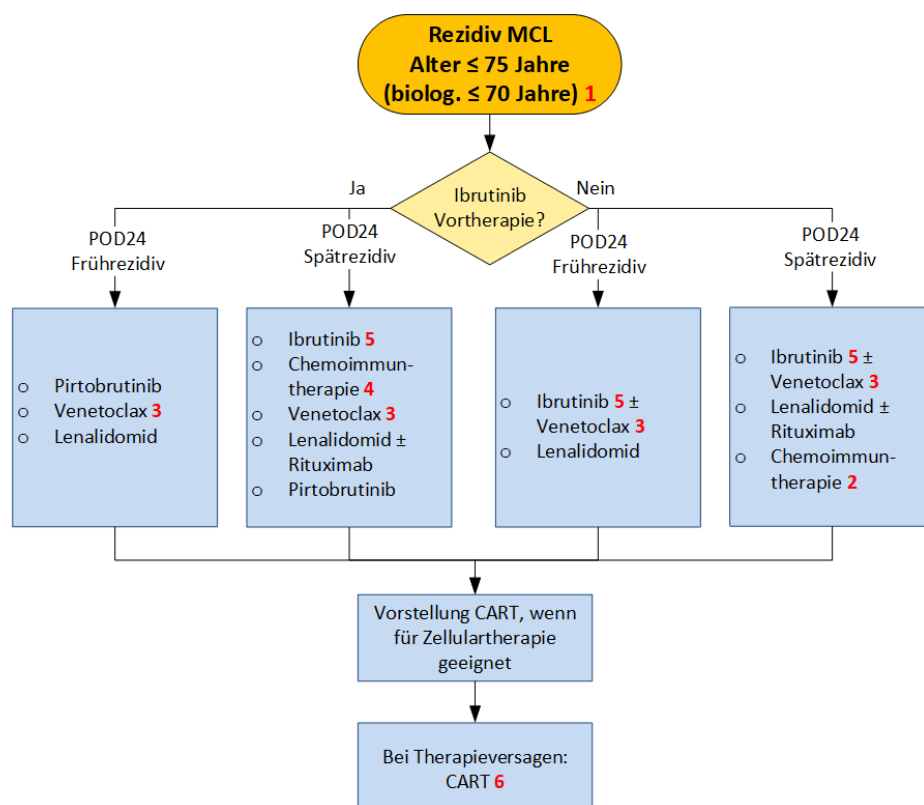 Rezidiv MCL
Alter ≤ 75 Jahre
(biolog. ≤ 70 Jahre) 1
Ibrutinib
Vortherapie?
Ja
Nein
POD24
Frührezidiv
POD24
Spätrezidiv
POD24
Frührezidiv
POD24
Spätrezidiv
o Pirtobrutinib
o Venetoclax 3
o Lenalidomid
o Ibrutinib 5
o Chemoimmun-
therapie 4
o Venetoclax 3
o Lenalidomid ±
Rituximab
o Pirtobrutinib
o Ibrutinib 5 ±
Venetoclax 3
o Lenalidomid
o Ibrutinib 5 ±
Venetoclax 3
o Lenalidomid ±
Rituximab
o Chemoimmun-
therapie 2
Vorstellung CART, wenn
für Zellulartherapie
geeignet
Bei Therapieversagen:
CART 6